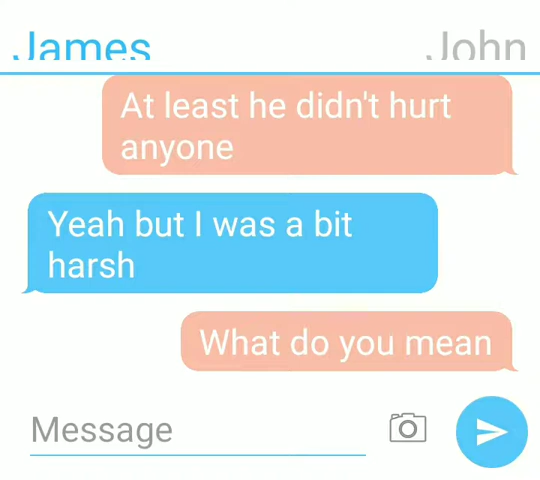 James John
At least he didn't hurt
anyone
Yeah but I was a bit
harsh
What do you mean
Message